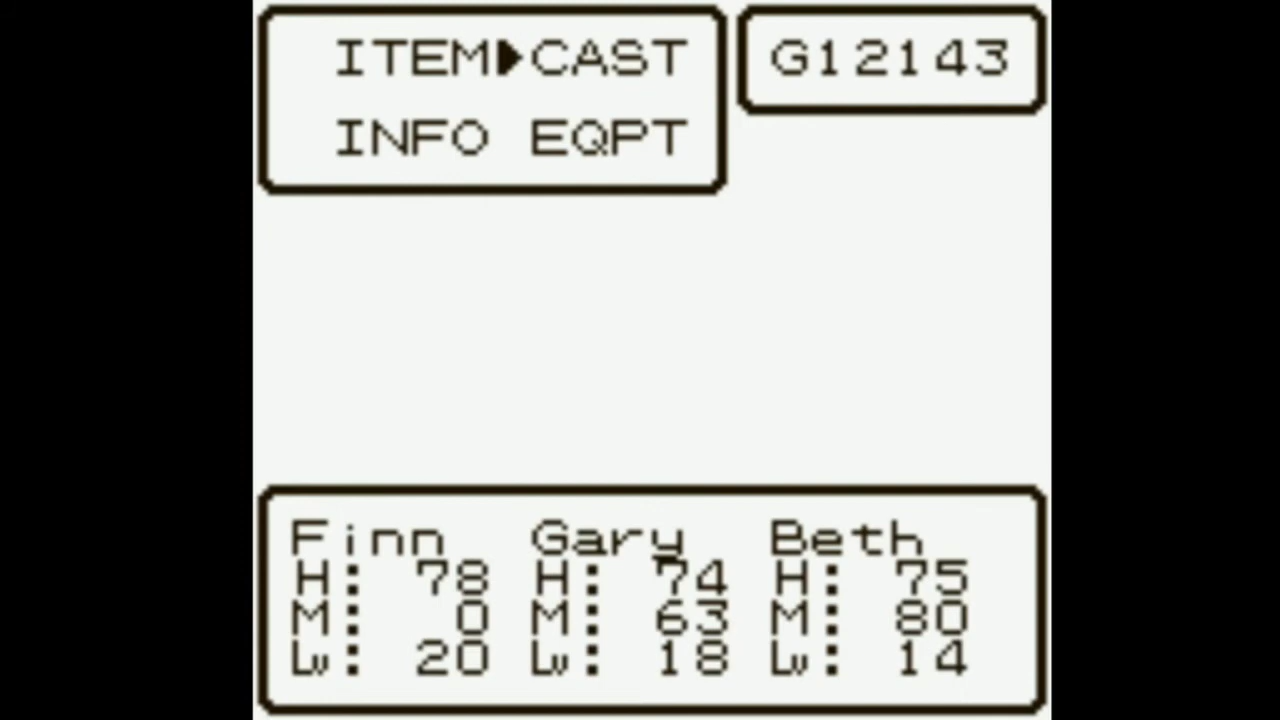 ITEM▶CAST G12143
INFO EQPT
Finn Gary Beth
H: 78 H: 74 H: 75
M: 0 M: 63 M: 80
Lv: 20 Lv: 18 Lv: 14